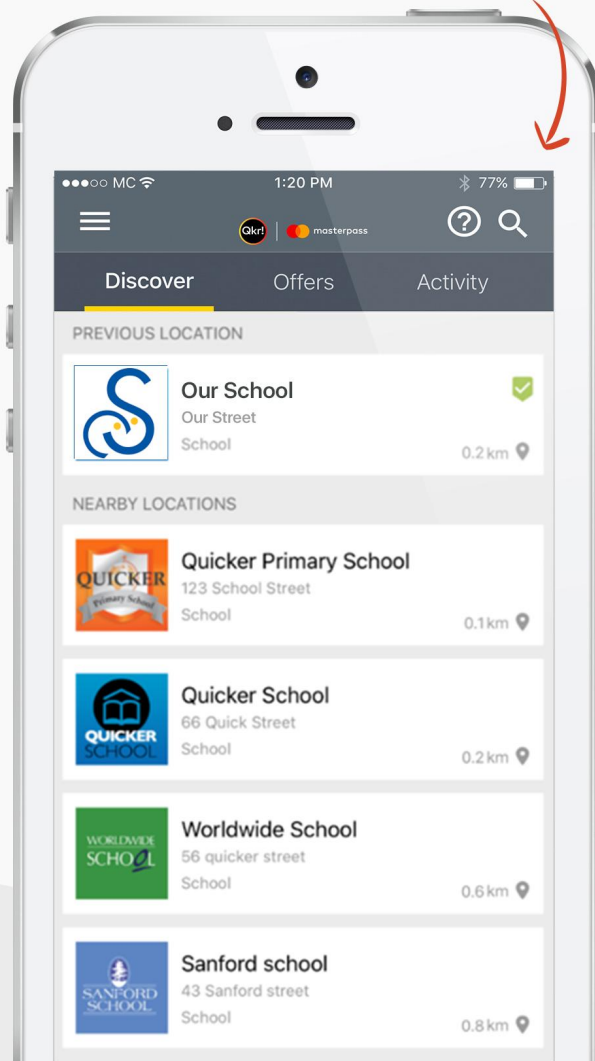 MC
1:20 PM
77%
Qkr!
masterpass
Discover
Offers
Activity
PREVIOUS LOCATION
Our School
Our Street
School
0.2 km
NEARBY LOCATIONS
QUICKER
Primary School
Quicker Primary School
123 School Street
School
0.1 km
QUICKER
SCHOOL
Quicker School
66 Quick Street
School
0.2 km
WORLDWIDE
SCHOOL
Worldwide School
56 quicker street
School
0.6 km
SANFORD
SCHOOL
Sanford school
43 Sanford street
School
0.8 km